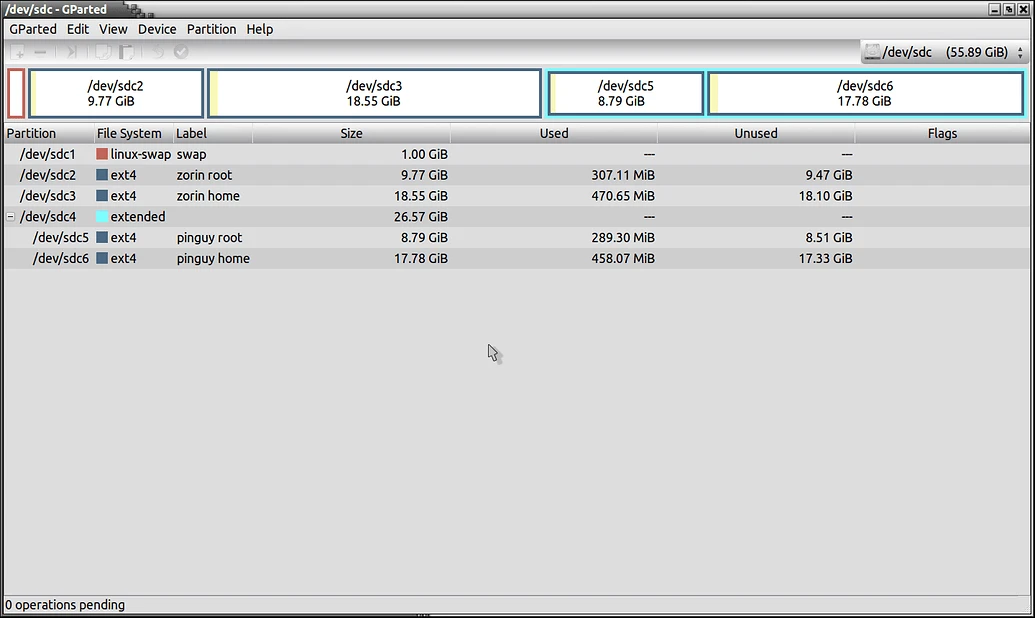 /dev/sdc - GParted
GParted Edit View Device Partition Help
/dev/sdc (55.89 GiB)
/dev/sdc2 /dev/sdc3 /dev/sdc5 /dev/sdc6
9.77 GiB 18.55 GiB 8.79 GiB 17.78 GiB
Partition File System Label Size Used Unused Flags
/dev/sdc1 linux-swap swap 1.00 GiB --- ---
/dev/sdc2 ext4 zorin root 9.77 GiB 307.11 MiB 9.47 GiB
/dev/sdc3 ext4 zorin home 18.55 GiB 470.65 MiB 18.10 GiB
/dev/sdc4 extended 26.57 GiB --- ---
/dev/sdc5 ext4 pinguy root 8.79 GiB 289.30 MiB 8.51 GiB
/dev/sdc6 ext4 pinguy home 17.78 GiB 458.07 MiB 17.33 GiB
0 operations pending